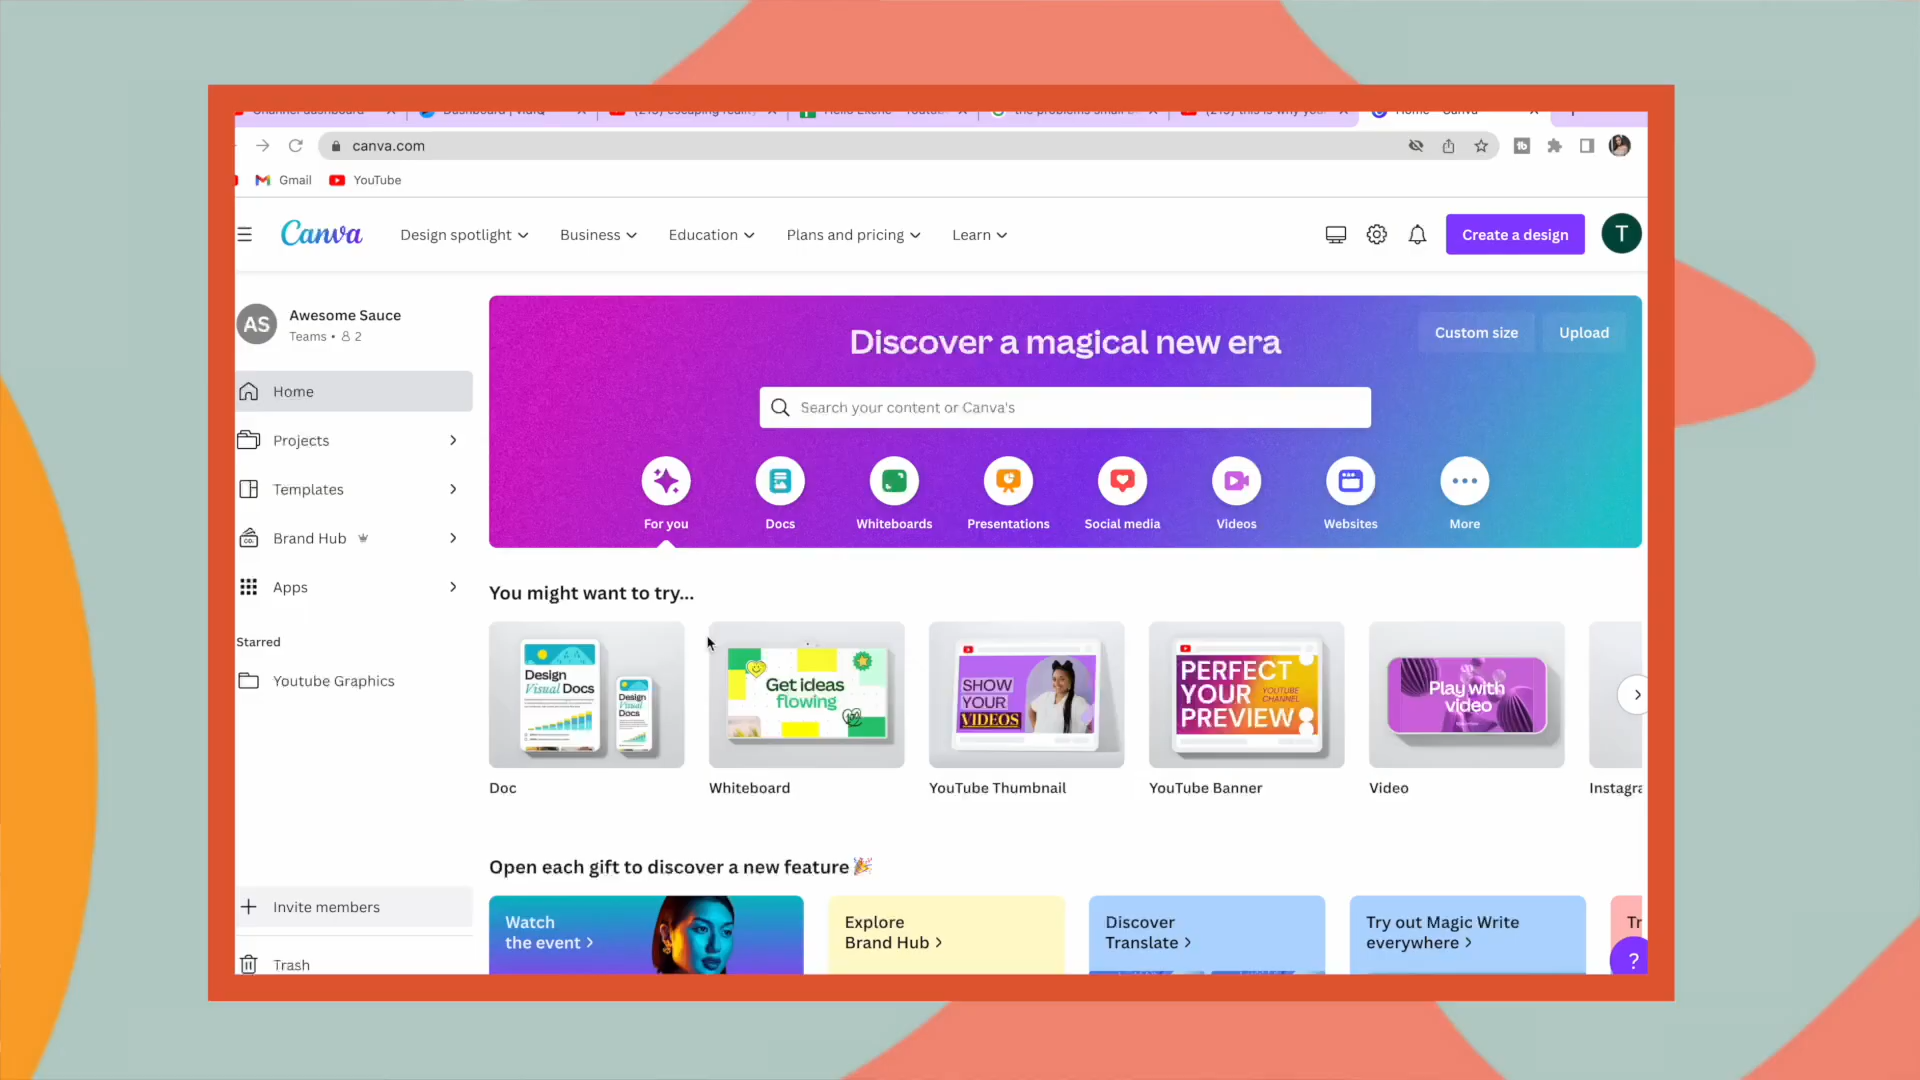 canva.com
Gmail
YouTube
Canva
Design spotlight
Business
Education
Plans and pricing
Learn
Create a design
T
AS
Awesome Sauce
Teams • 2
Home
Projects
Templates
Brand Hub
Apps
Starred
Youtube Graphics
Invite members
Trash
Discover a magical new era
Custom size
Upload
Search your content or Canva's
For you
Docs
Whiteboards
Presentations
Social media
Videos
Websites
More
You might want to try...
Design
Visual Docs
Design
Visual
Docs
Get ideas
flowing
SHOW
YOUR
VIDEOS
PERFECT
YOUR
PREVIEW
YOUTUBE
CHANNEL
Play with
video
Doc
Whiteboard
YouTube Thumbnail
YouTube Banner
Video
Instagra
Open each gift to discover a new feature 🎉
Watch
the event >
Explore
Brand Hub >
Discover
Translate >
Try out Magic Write
everywhere >
Tr
?